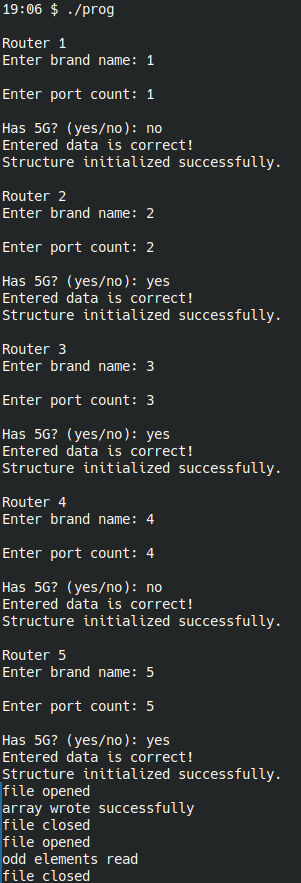 19:06 $ ./prog
Router 1
Enter brand name: 1
Enter port count: 1
Has 5G? (yes/no): no
Entered data is correct!
Structure initialized successfully.
Router 2
Enter brand name: 2
Enter port count: 2
Has 5G? (yes/no): yes
Entered data is correct!
Structure initialized successfully.
Router 3
Enter brand name: 3
Enter port count: 3
Has 5G? (yes/no): yes
Entered data is correct!
Structure initialized successfully.
Router 4
Enter brand name: 4
Enter port count: 4
Has 5G? (yes/no): no
Entered data is correct!
Structure initialized successfully.
Router 5
Enter brand name: 5
Enter port count: 5
Has 5G? (yes/no): yes
Entered data is correct!
Structure initialized successfully.
file opened
array wrote successfully
file closed
file opened
odd elements read
file closed